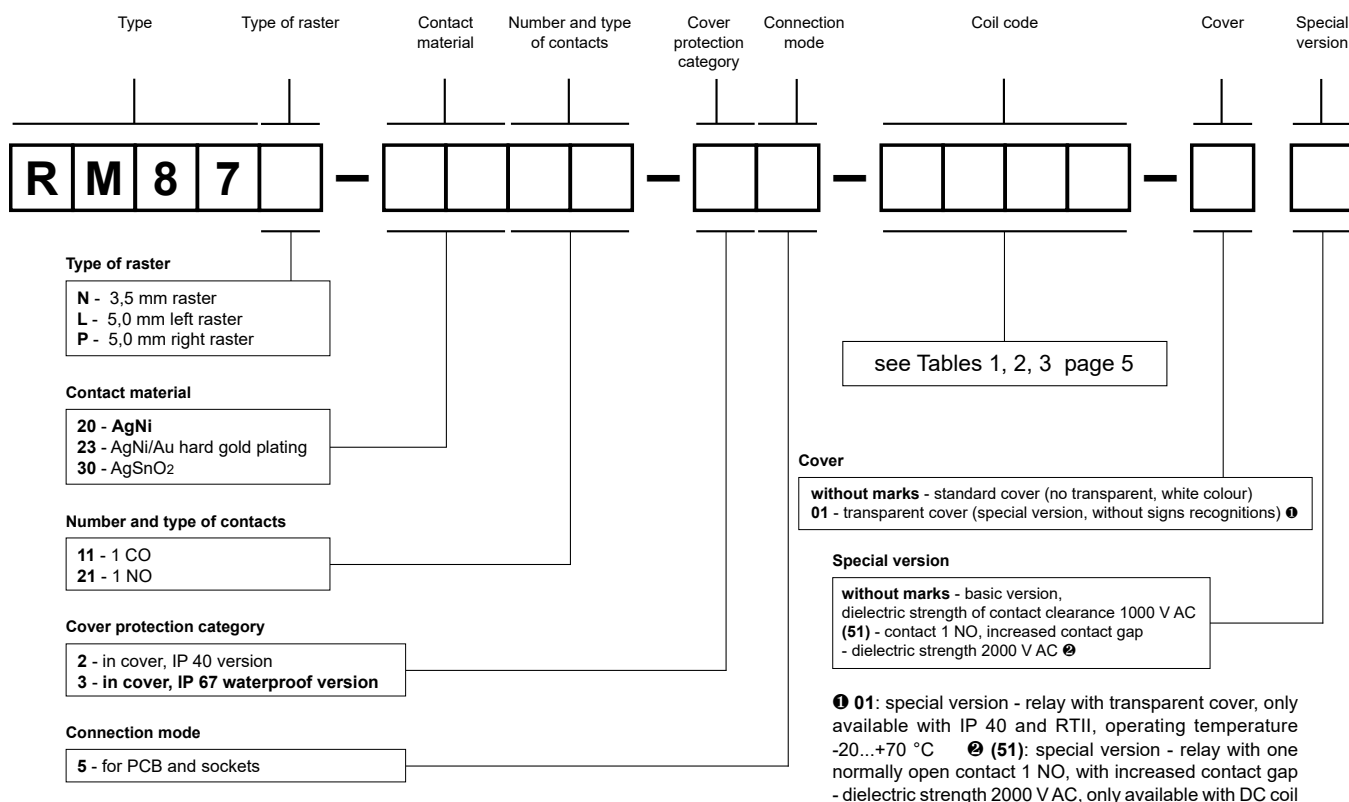 Type
Type of raster
Contact
material
Number and type
of contacts
Cover
protection
category
Connection
mode
Coil code
Cover
Special
version
R M 8 7 - - - -
Type of raster
N - 3,5 mm raster
L - 5,0 mm left raster
P - 5,0 mm right raster
Contact material
20 - AgNi
23 - AgNi/Au hard gold plating
30 - AgSnO2
Number and type of contacts
11 - 1 CO
21 - 1 NO
Cover protection category
2 - in cover, IP 40 version
3 - in cover, IP 67 waterproof version
Connection mode
5 - for PCB and sockets
see Tables 1, 2, 3 page 5
Cover
without marks - standard cover (no transparent, white colour)
01 - transparent cover (special version, without signs recognitions) ❶
Special version
without marks - basic version,
dielectric strength of contact clearance 1000 V AC
(51) - contact 1 NO, increased contact gap
- dielectric strength 2000 V AC ❷
❶ 01: special version - relay with transparent cover, only
available with IP 40 and RTII, operating temperature
-20...+70 °C ❷ (51): special version - relay with one
normally open contact 1 NO, with increased contact gap
- dielectric strength 2000 V AC, only available with DC coil